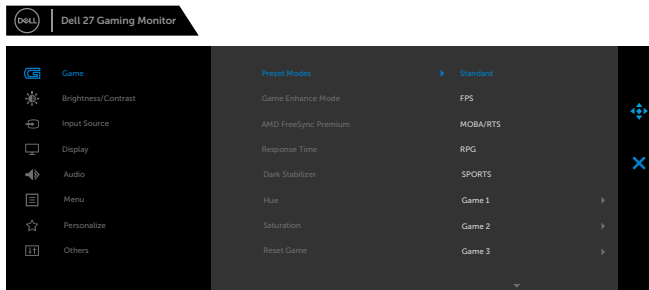 DELL Dell 27 Gaming Monitor
Game Preset Modes Standard
Brightness/Contrast Game Enhance Mode FPS
Input Source AMD FreeSync Premium MOBA/RTS
Display Response Time RPG
Audio Dark Stabilizer SPORTS
Menu Hue Game 1
Personalize Saturation Game 2
Others Reset Game Game 3